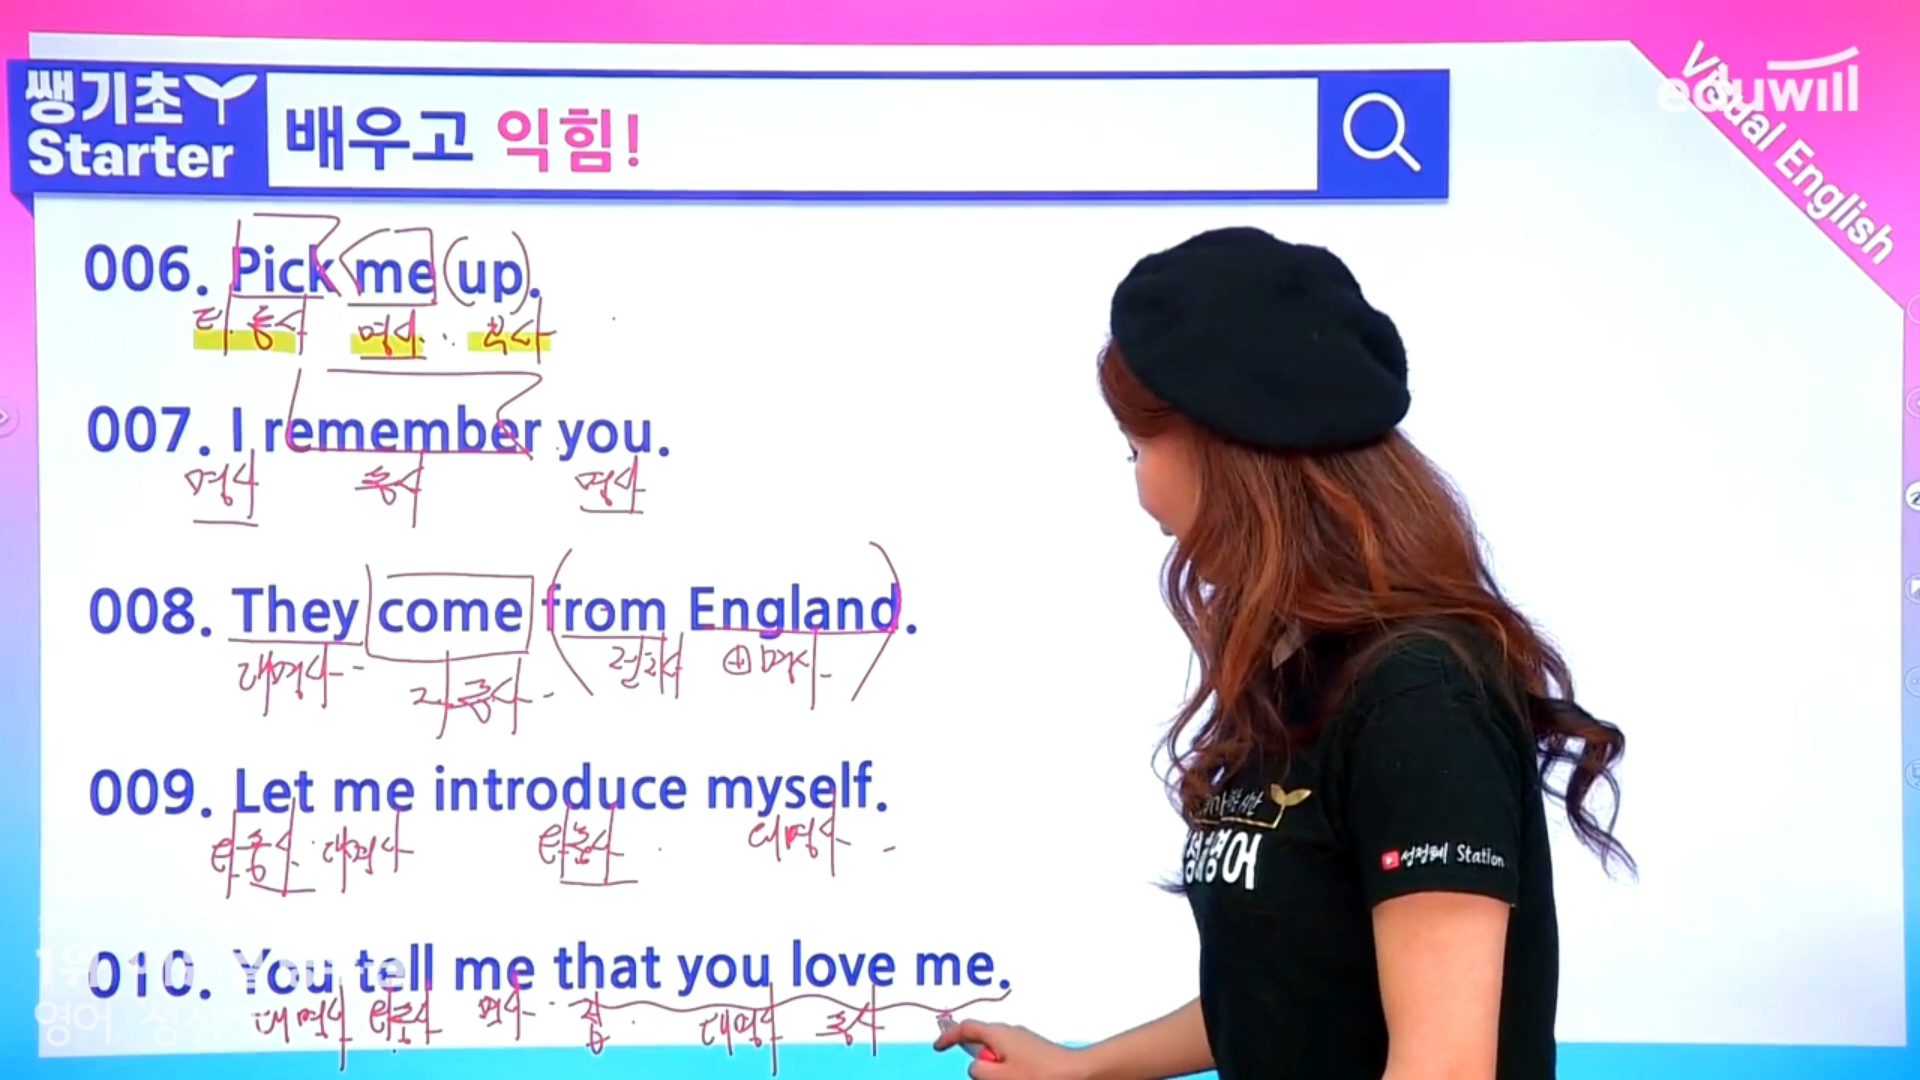 eduwill
Visual English
쌩기초
Starter
배우고 익힘!
006. Pick me up.
타 동사 명사 부사
007. I remember you.
명사 동사 명사
008. They come from England.
대명사 자 동사 전치사 + 명사
009. Let me introduce myself.
타 동사 대명사 타 동사 대명사
010. You tell me that you love me.
대명사 타 동사 명사 접 대명사 동사
영어
Station